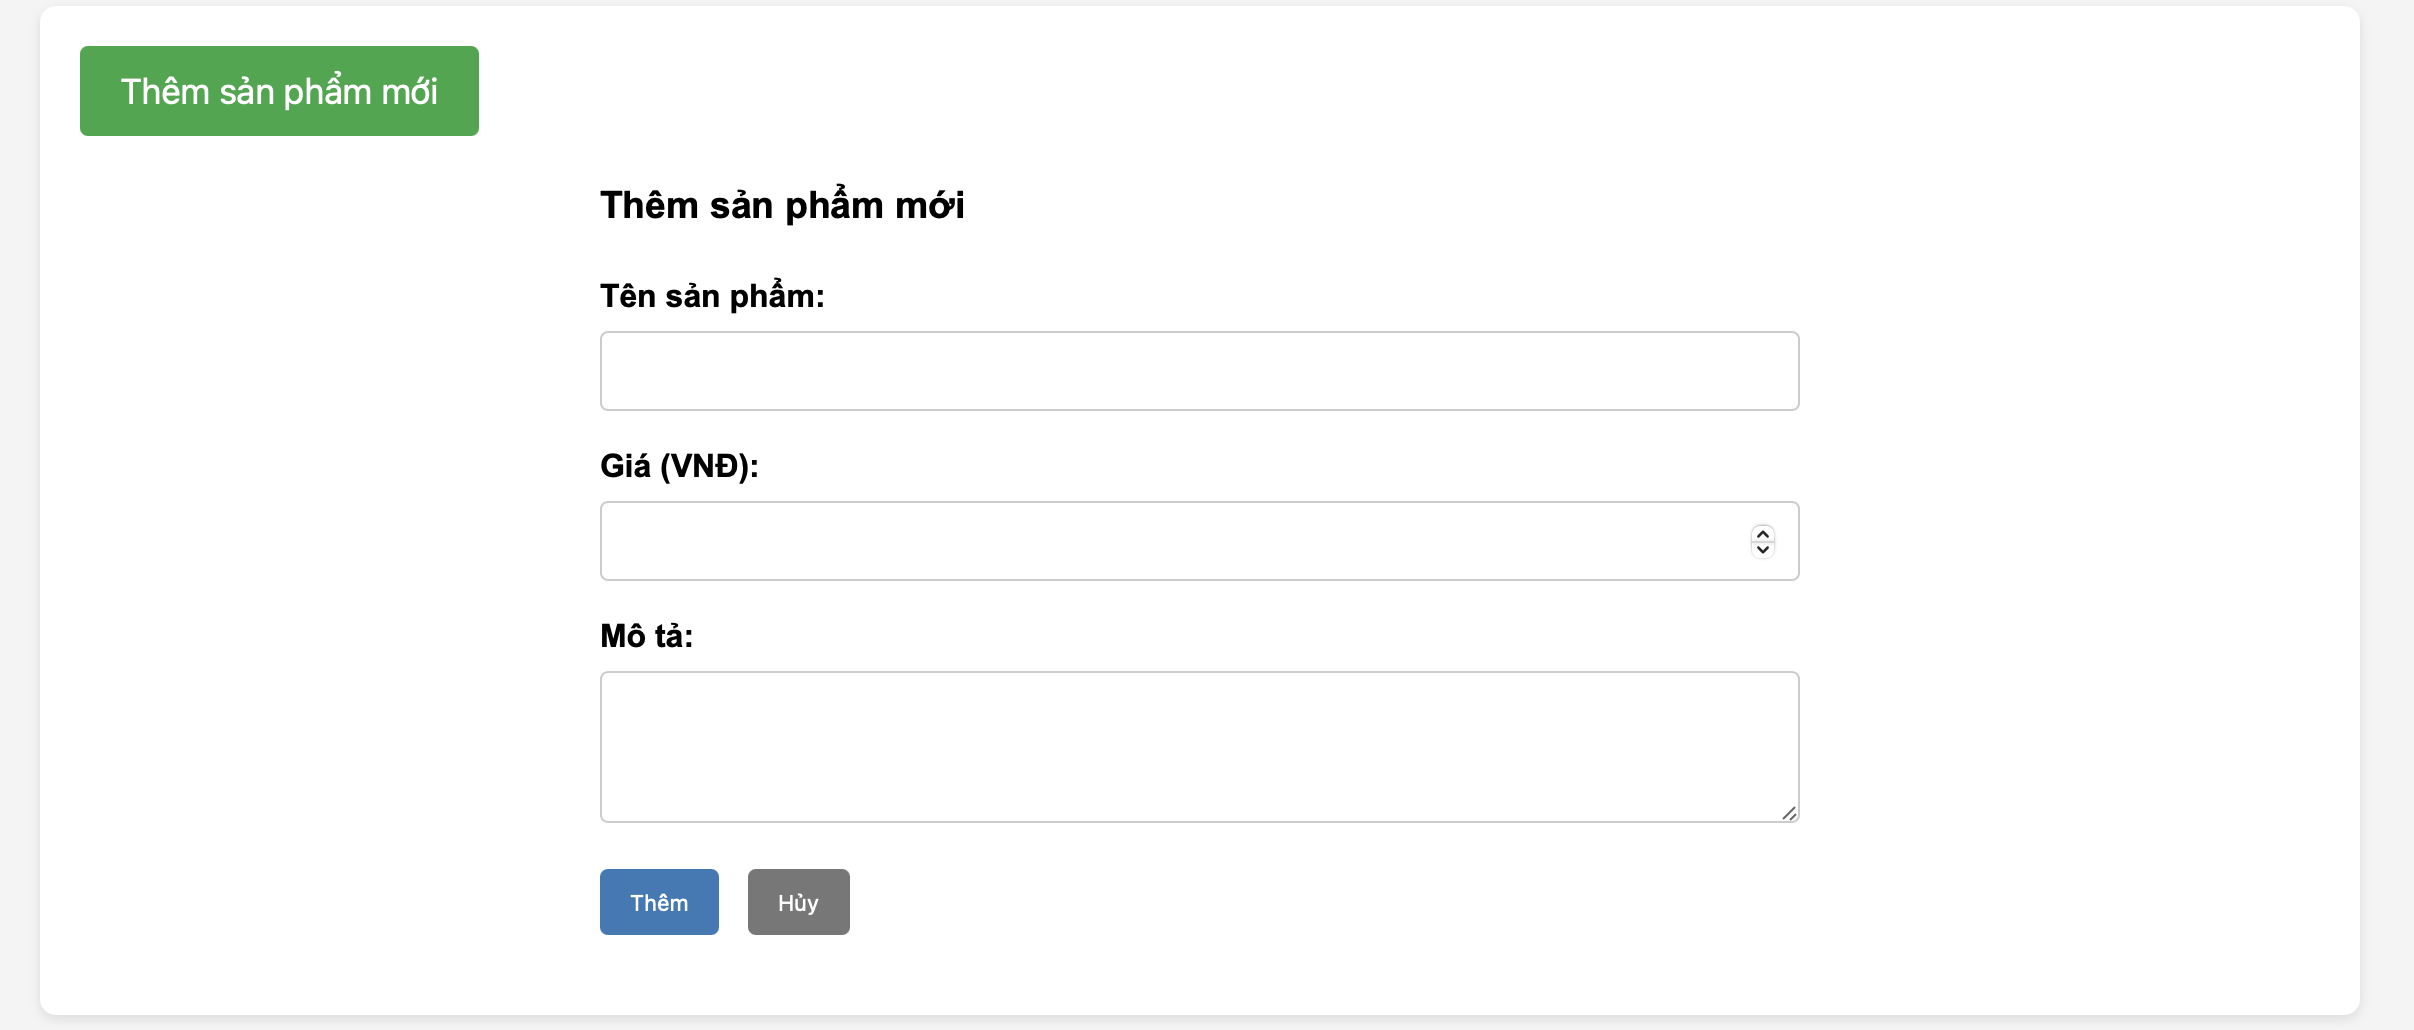 Thêm sản phẩm mới
Thêm sản phẩm mới
Tên sản phẩm:
Giá (VNĐ):
Mô tả:
Thêm
Hủy